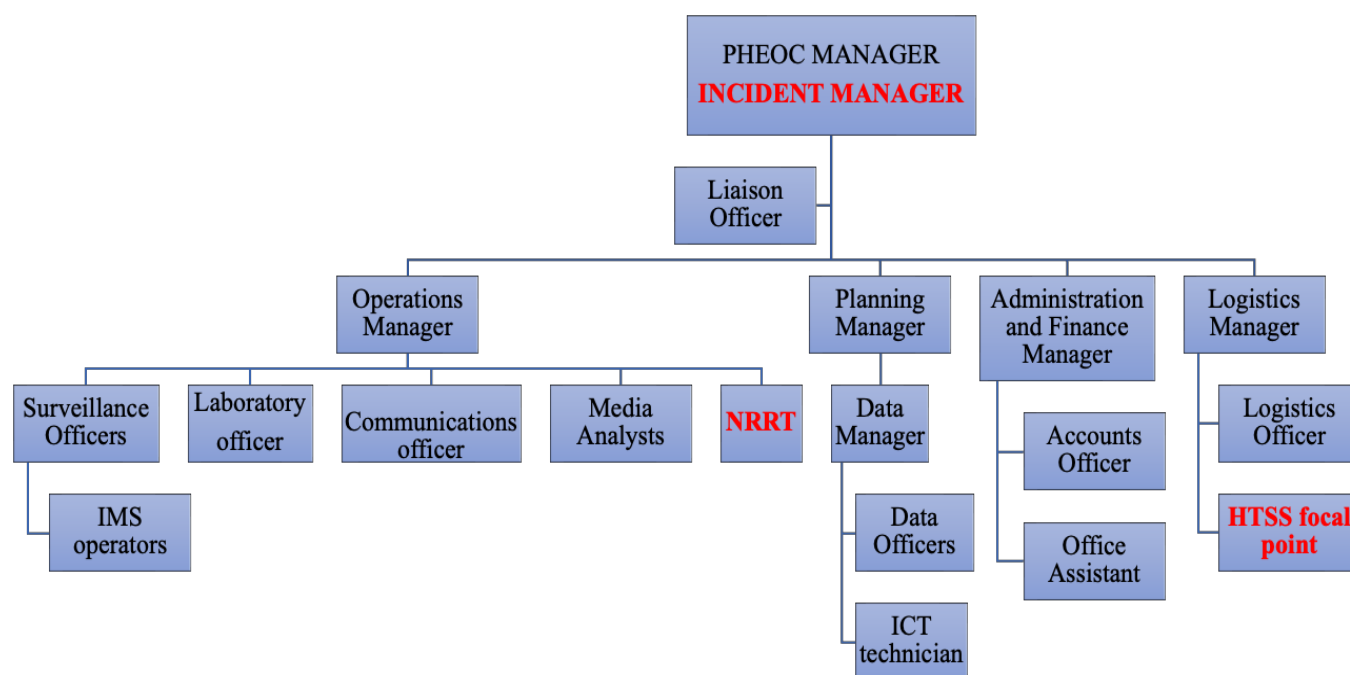 PHEOC MANAGER
INCIDENT MANAGER
Liaison
Officer
Operations
Manager
Planning
Manager
Administration
and Finance
Manager
Logistics
Manager
Surveillance
Officers
Laboratory
officer
Communications
officer
Media
Analysts
NRRT
Data
Manager
Accounts
Officer
Logistics
Officer
IMS
operators
Data
Officers
Office
Assistant
HTSS focal
point
ICT
technician